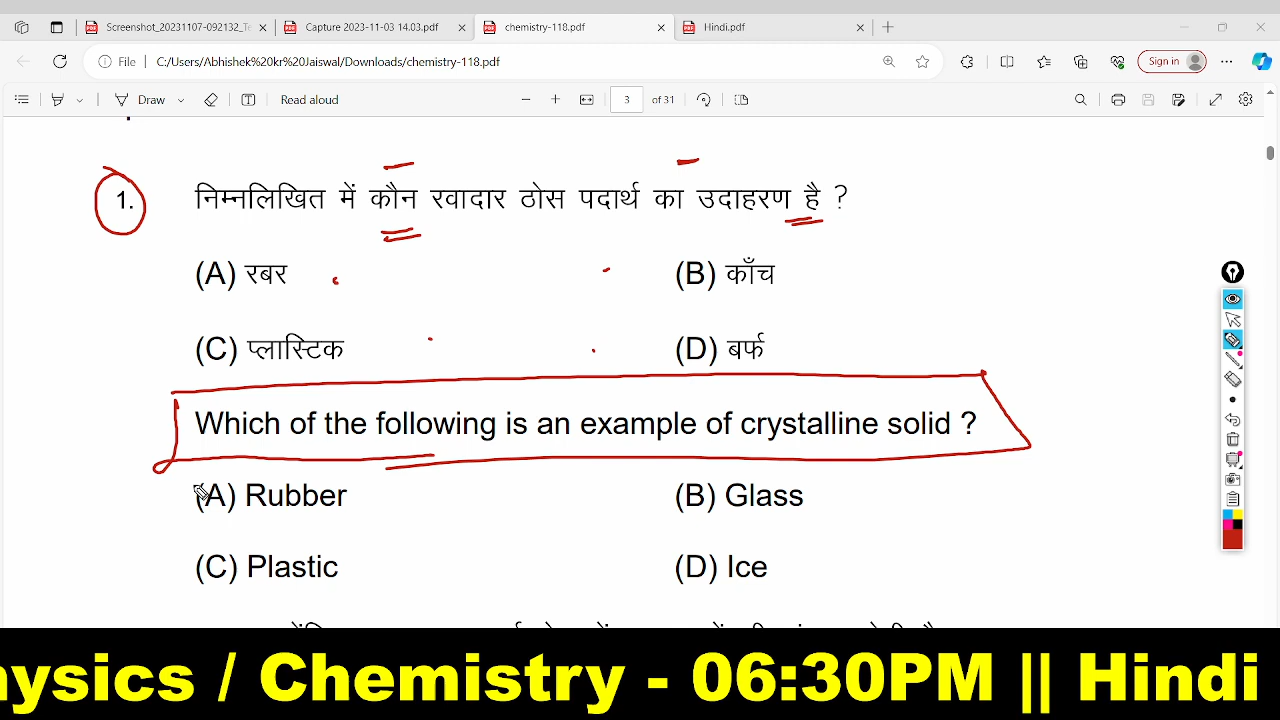 Screenshot_20231107-092132_Te
Capture 2023-11-03 14.03.pdf
chemistry-118.pdf
Hindi.pdf
File
C:/Users/Abhishek%20kr%20Jaiswal/Downloads/chemistry-118.pdf
Sign in
Draw
Read aloud
3
of 31
1. निम्नलिखित में कौन रवादार ठोस पदार्थ का उदाहरण है ?
(A) रबर (B) काँच
(C) प्लास्टिक (D) बर्फ
Which of the following is an example of crystalline solid ?
(A) Rubber (B) Glass
(C) Plastic (D) Ice
hysics / Chemistry - 06:30PM || Hindi